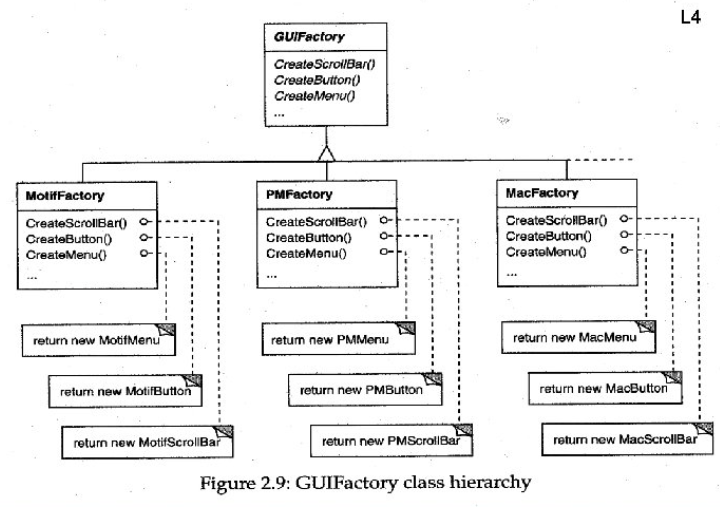 L4
GUIFactory
CreateScrollBar()
CreateButton()
CreateMenu()
...
MotifFactory
CreateScrollBar()
CreateButton()
CreateMenu()
...
PMFactory
CreateScrollBar()
CreateButton()
CreateMenu()
...
MacFactory
CreateScrollBar()
CreateButton()
CreateMenu()
...
return new MotifMenu
return new PMMenu
return new MacMenu
return new MotifButton
return new PMButton
return new MacButton
return new MotifScrollBar
return new PMScrollBar
return new MacScrollBar
Figure 2.9: GUIFactory class hierarchy